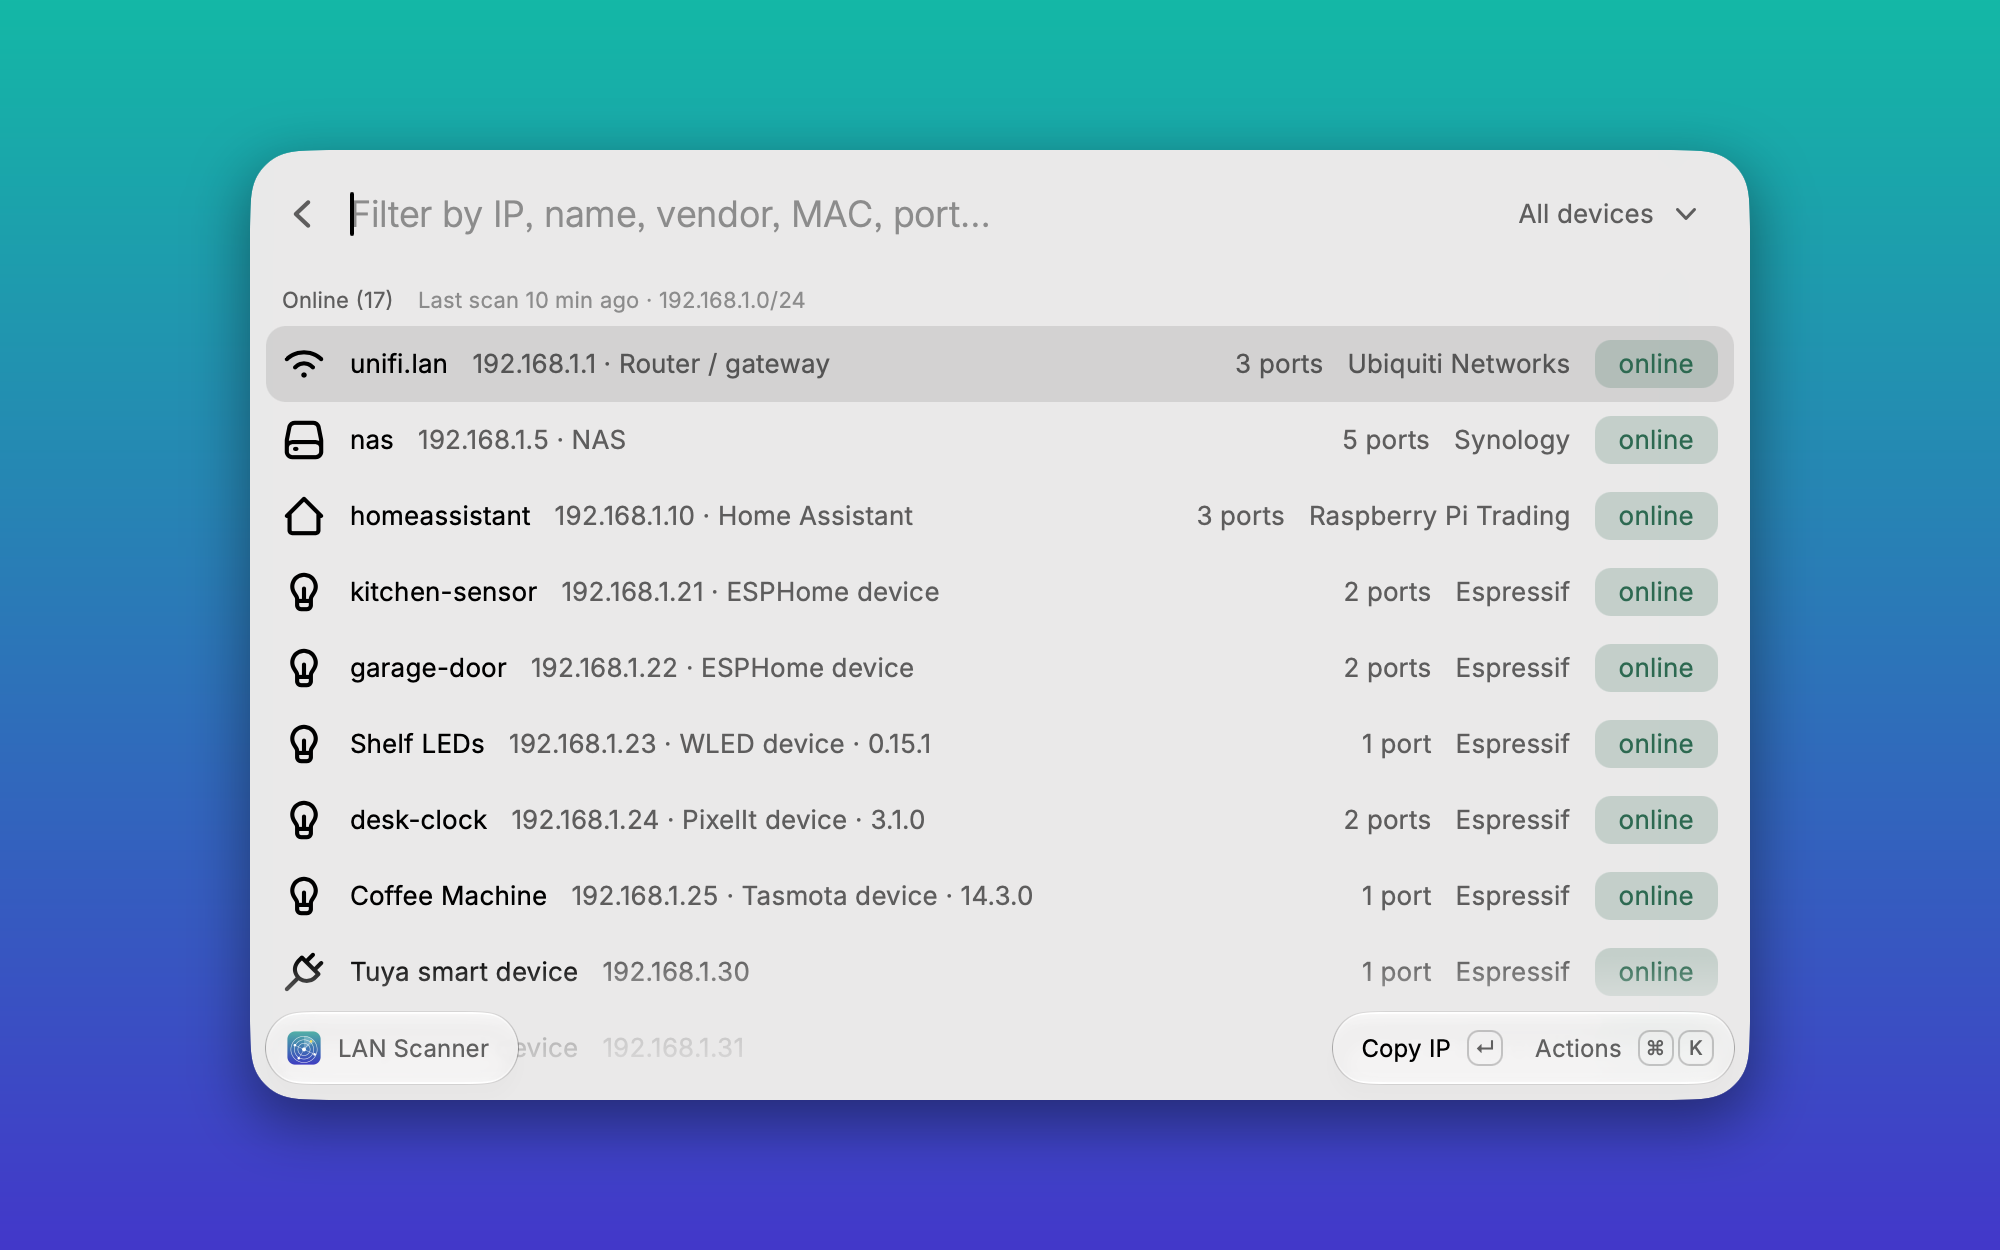 Filter by IP, name, vendor, MAC, port...
All devices
Online (17) Last scan 10 min ago · 192.168.1.0/24
unifi.lan 192.168.1.1 · Router / gateway 3 ports Ubiquiti Networks online
nas 192.168.1.5 · NAS 5 ports Synology online
homeassistant 192.168.1.10 · Home Assistant 3 ports Raspberry Pi Trading online
kitchen-sensor 192.168.1.21 · ESPHome device 2 ports Espressif online
garage-door 192.168.1.22 · ESPHome device 2 ports Espressif online
Shelf LEDs 192.168.1.23 · WLED device · 0.15.1 1 port Espressif online
desk-clock 192.168.1.24 · PixelIt device · 3.1.0 2 ports Espressif online
Coffee Machine 192.168.1.25 · Tasmota device · 14.3.0 1 port Espressif online
Tuya smart device 192.168.1.30 1 port Espressif online
LAN Scanner evice 192.168.1.31 Copy IP ↵ Actions ⌘ K